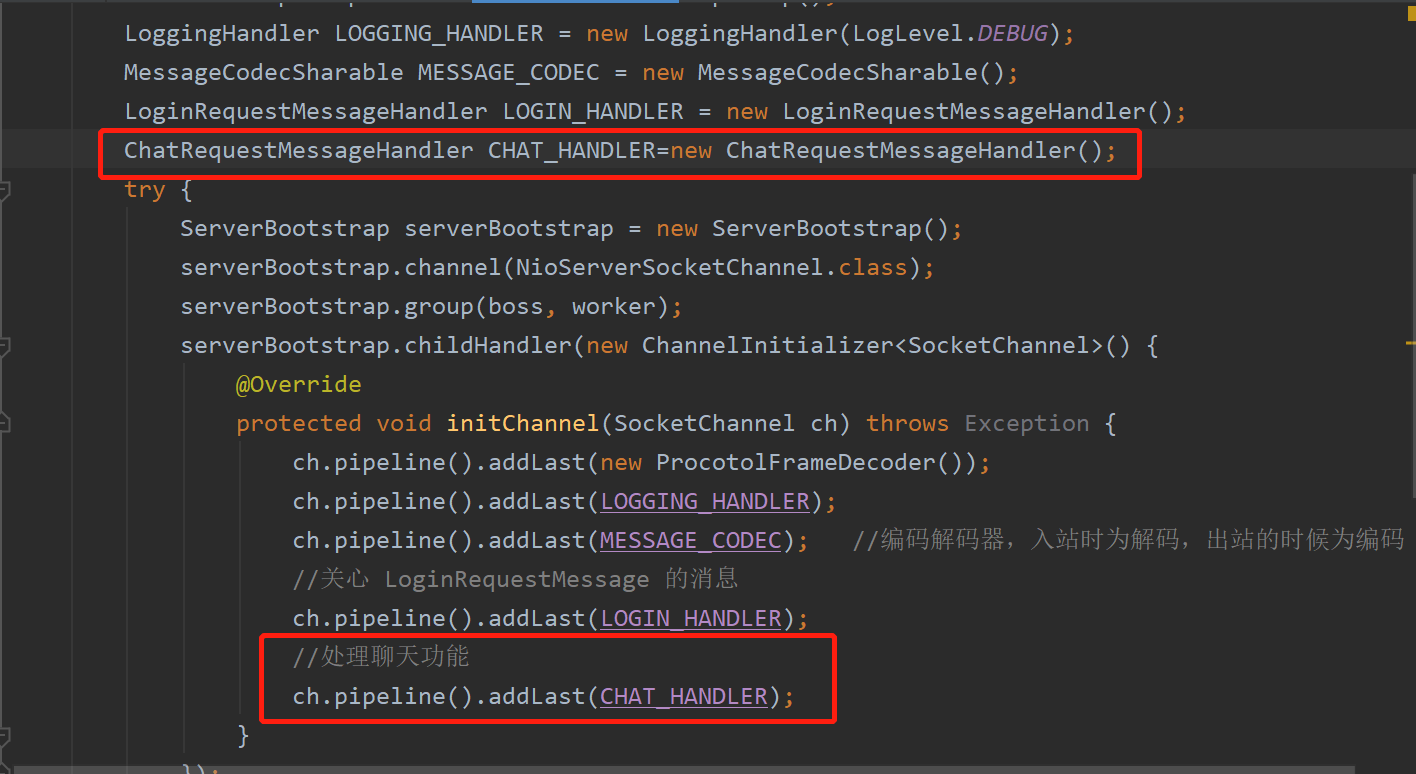 LoggingHandler LOGGING_HANDLER = new LoggingHandler(LogLevel.DEBUG);
MessageCodecSharable MESSAGE_CODEC = new MessageCodecSharable();
LoginRequestMessageHandler LOGIN_HANDLER = new LoginRequestMessageHandler();
ChatRequestMessageHandler CHAT_HANDLER=new ChatRequestMessageHandler();
try {
ServerBootstrap serverBootstrap = new ServerBootstrap();
serverBootstrap.channel(NioServerSocketChannel.class);
serverBootstrap.group(boss, worker);
serverBootstrap.childHandler(new ChannelInitializer<SocketChannel>() {
@Override
protected void initChannel(SocketChannel ch) throws Exception {
ch.pipeline().addLast(new ProcotolFrameDecoder());
ch.pipeline().addLast(LOGGING_HANDLER);
ch.pipeline().addLast(MESSAGE_CODEC); //编码解码器，入站时为解码，出站的时候为编码
//关心 LoginRequestMessage 的消息
ch.pipeline().addLast(LOGIN_HANDLER);
//处理聊天功能
ch.pipeline().addLast(CHAT_HANDLER);
}
});